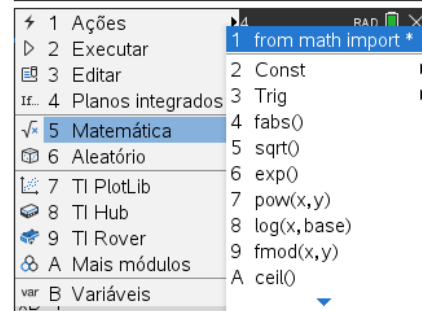 1 Ações
2 Executar
3 Editar
If... 4 Planos integrados
5 Matemática
6 Aleatório
7 TI PlotLib
8 TI Hub
9 TI Rover
A Mais módulos
var B Variáveis
RAD
1 from math import *
2 Const
3 Trig
4 fabs()
5 sqrt()
6 exp()
7 pow(x,y)
8 log(x,base)
9 fmod(x,y)
A ceil()